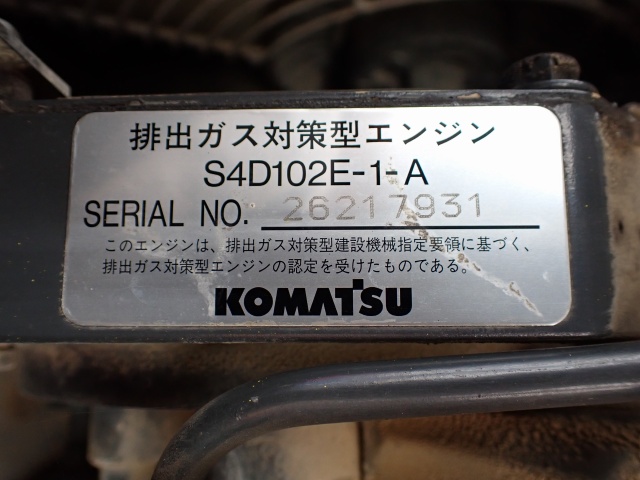 排出ガス対策型エンジン
S4D102E-1-A
SERIAL NO. 26217931
このエンジンは、排出ガス対策型建設機械指定要領に基づく、
排出ガス対策型エンジンの認定を受けたものである。
KOMATSU